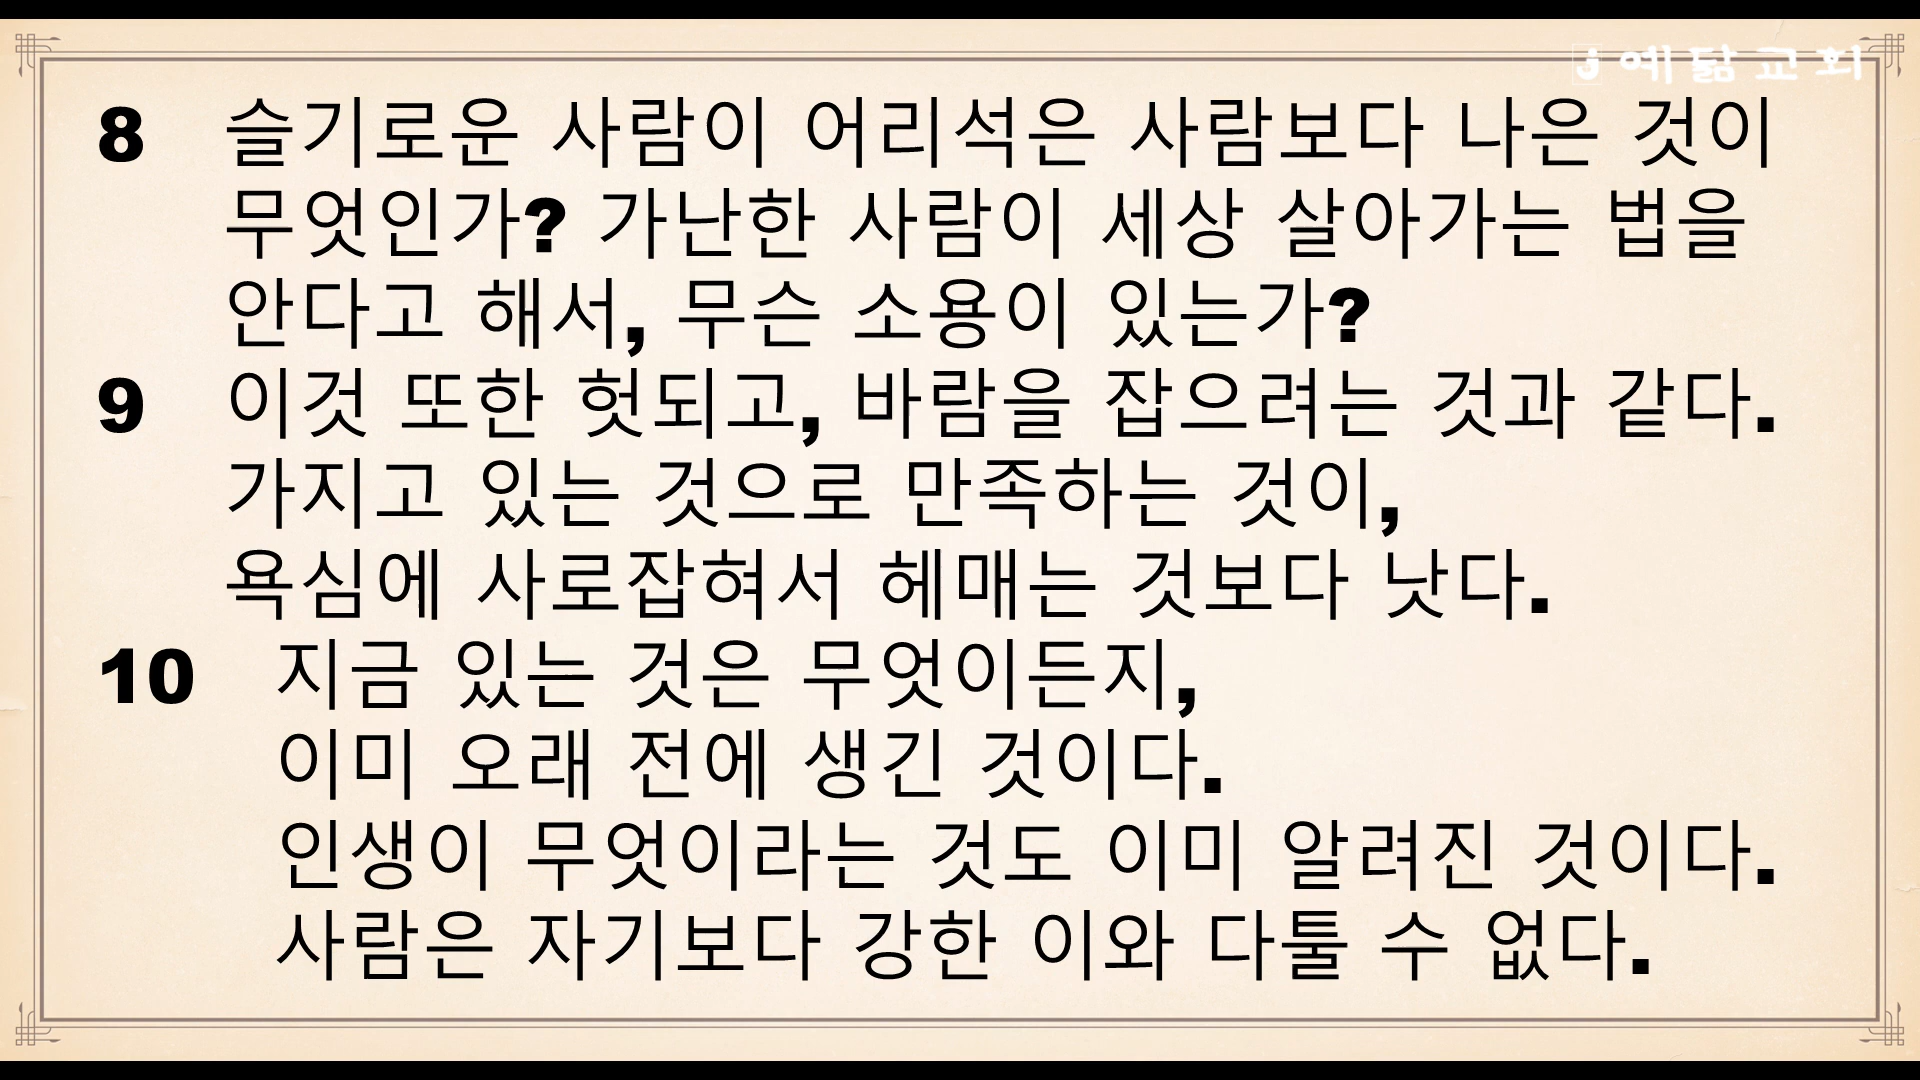 예닮교회
8 슬기로운 사람이 어리석은 사람보다 나은 것이
무엇인가? 가난한 사람이 세상 살아가는 법을
안다고 해서, 무슨 소용이 있는가?
9 이것 또한 헛되고, 바람을 잡으려는 것과 같다.
가지고 있는 것으로 만족하는 것이,
욕심에 사로잡혀서 헤매는 것보다 낫다.
10 지금 있는 것은 무엇이든지,
이미 오래 전에 생긴 것이다.
인생이 무엇이라는 것도 이미 알려진 것이다.
사람은 자기보다 강한 이와 다툴 수 없다.